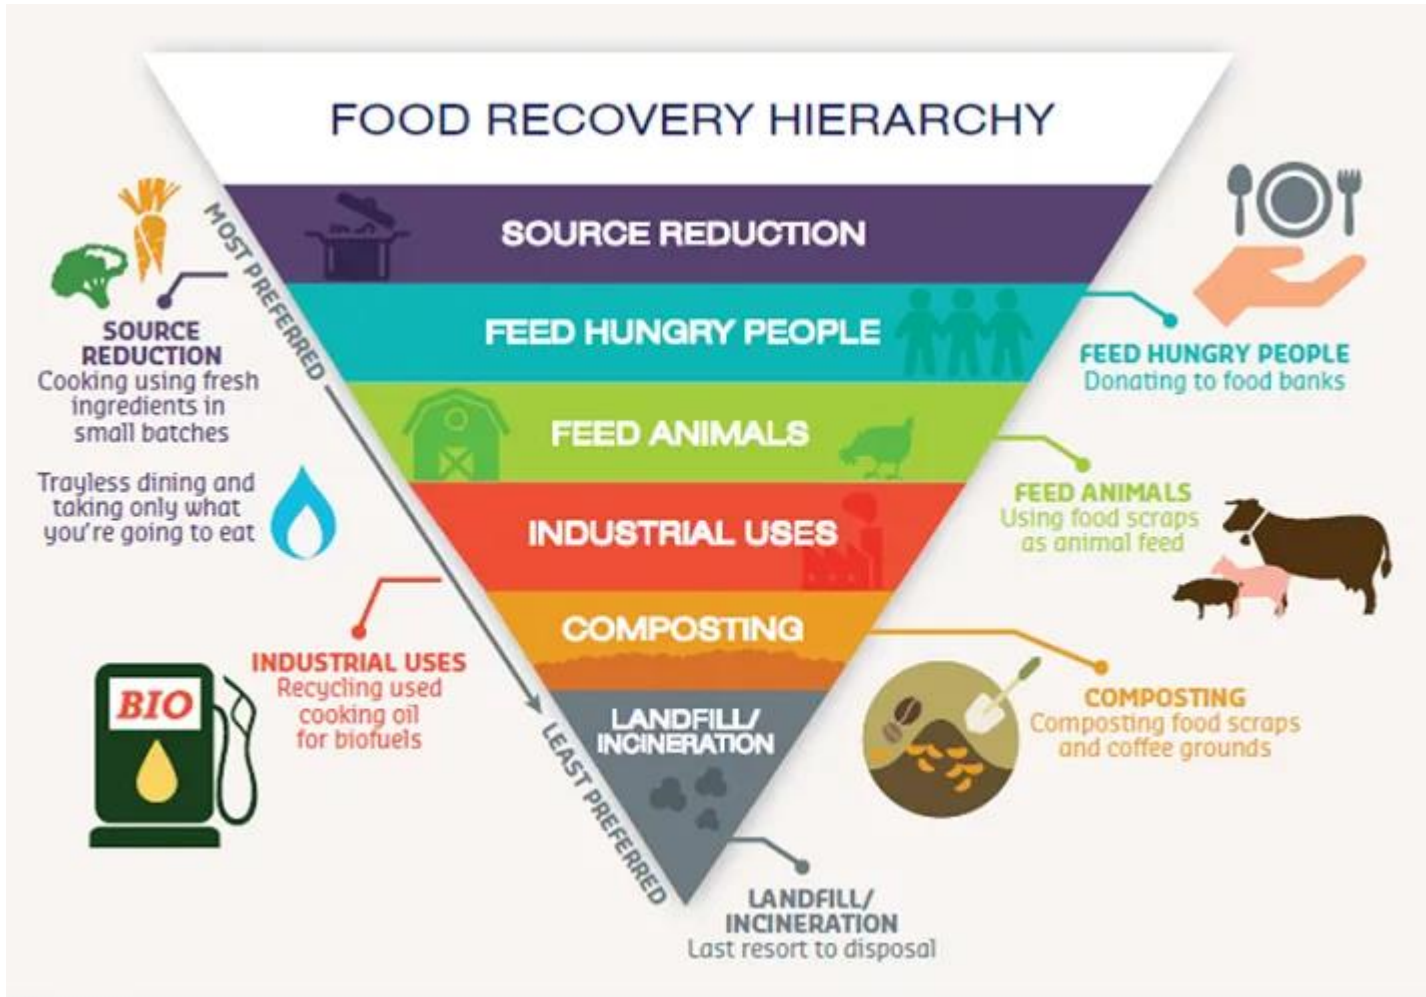 FOOD RECOVERY HIERARCHY
MOST PREFERRED
SOURCE REDUCTION
FEED HUNGRY PEOPLE
FEED ANIMALS
INDUSTRIAL USES
COMPOSTING
LANDFILL/
INCINERATION
LEAST PREFERRED
SOURCE
REDUCTION
Cooking using fresh
ingredients in
small batches
Trayless dining and
taking only what
you're going to eat
FEED HUNGRY PEOPLE
Donating to food banks
FEED ANIMALS
Using food scraps
as animal feed
INDUSTRIAL USES
Recycling used
cooking oil
for biofuels
BIO
COMPOSTING
Composting food scraps
and coffee grounds
LANDFILL/
INCINERATION
Last resort to disposal